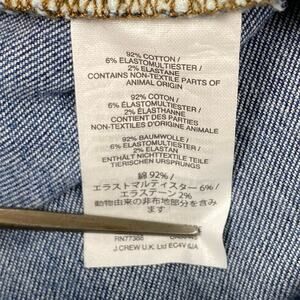 92% COTTON /
6% ELASTOMULTIESTER /
2% ELASTANE
CONTAINS NON-TEXTILE PARTS OF
ANIMAL ORIGIN
92% COTON /
6% ÉLASTOMULTIESTER /
2% ÉLASTHANNE
CONTIENT DES PARTIES
NON-TEXTILES D'ORIGINE ANIMALE
92% BAUMWOLLE /
6% ELASTOMULTIESTER /
2% ELASTAN
ENTHÄLT NICHTTEXTILE TEILE
TIERISCHEN URSPRUNGS
綿 92% /
エラストマルティエスター 6% /
エラステーン 2%
動物由来の非布地部分を含み
ます
RN77388
J.CREW U.K. Ltd EC4V 6JA